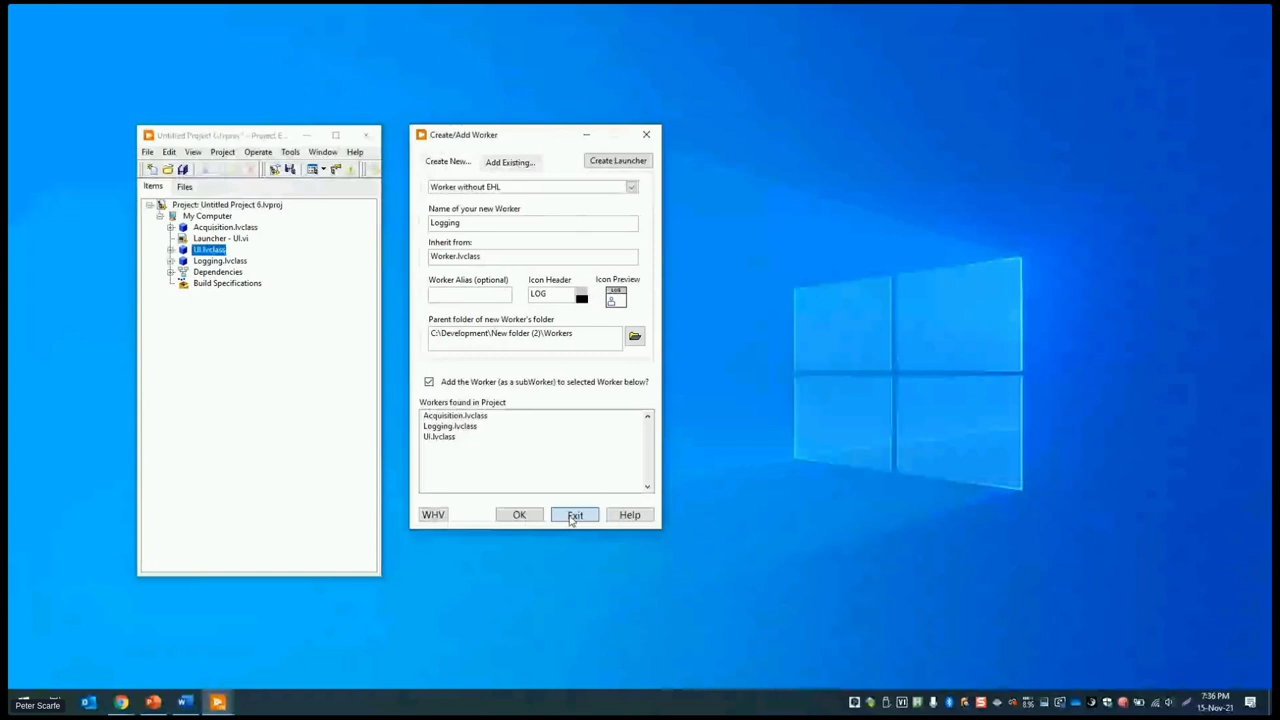 Untitled Project 6.lvproj* - Project E...
File Edit View Project Operate Tools Window Help
Items Files
Project: Untitled Project 6.lvproj
My Computer
Acquisition.lvclass
Launcher - UI.vi
UI.lvclass
Logging.lvclass
Dependencies
Build Specifications
Create/Add Worker
Create New... Add Existing... Create Launcher
Worker without EHL
Name of your new Worker
Logging
Inherit from:
Worker.lvclass
Worker Alias (optional) Icon Header Icon Preview
LOG
LOG
Parent folder of new Worker's folder
C:\Development\New folder (2)\Workers
Add the Worker (as a subWorker) to selected Worker below?
Workers found in Project
Acquisition.lvclass
Logging.lvclass
UI.lvclass
WHV OK Exit Help
Peter Scarfe
7:36 PM
15-Nov-21